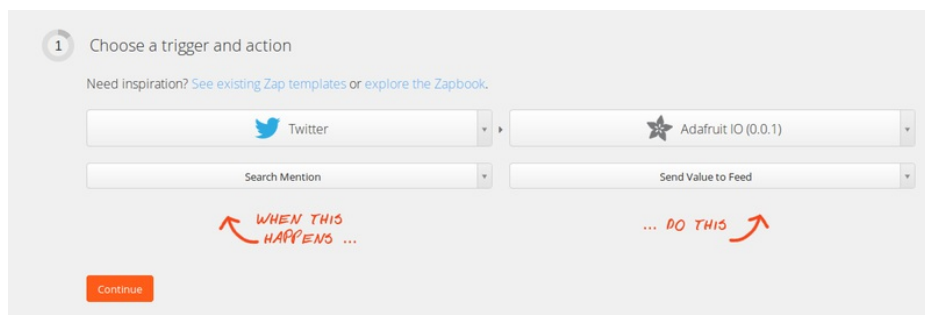 1 Choose a trigger and action
Need inspiration? See existing Zap templates or explore the Zapbook.
Twitter
Adafruit IO (0.0.1)
Search Mention
Send Value to Feed
WHEN THIS
HAPPENS ...
... DO THIS
Continue